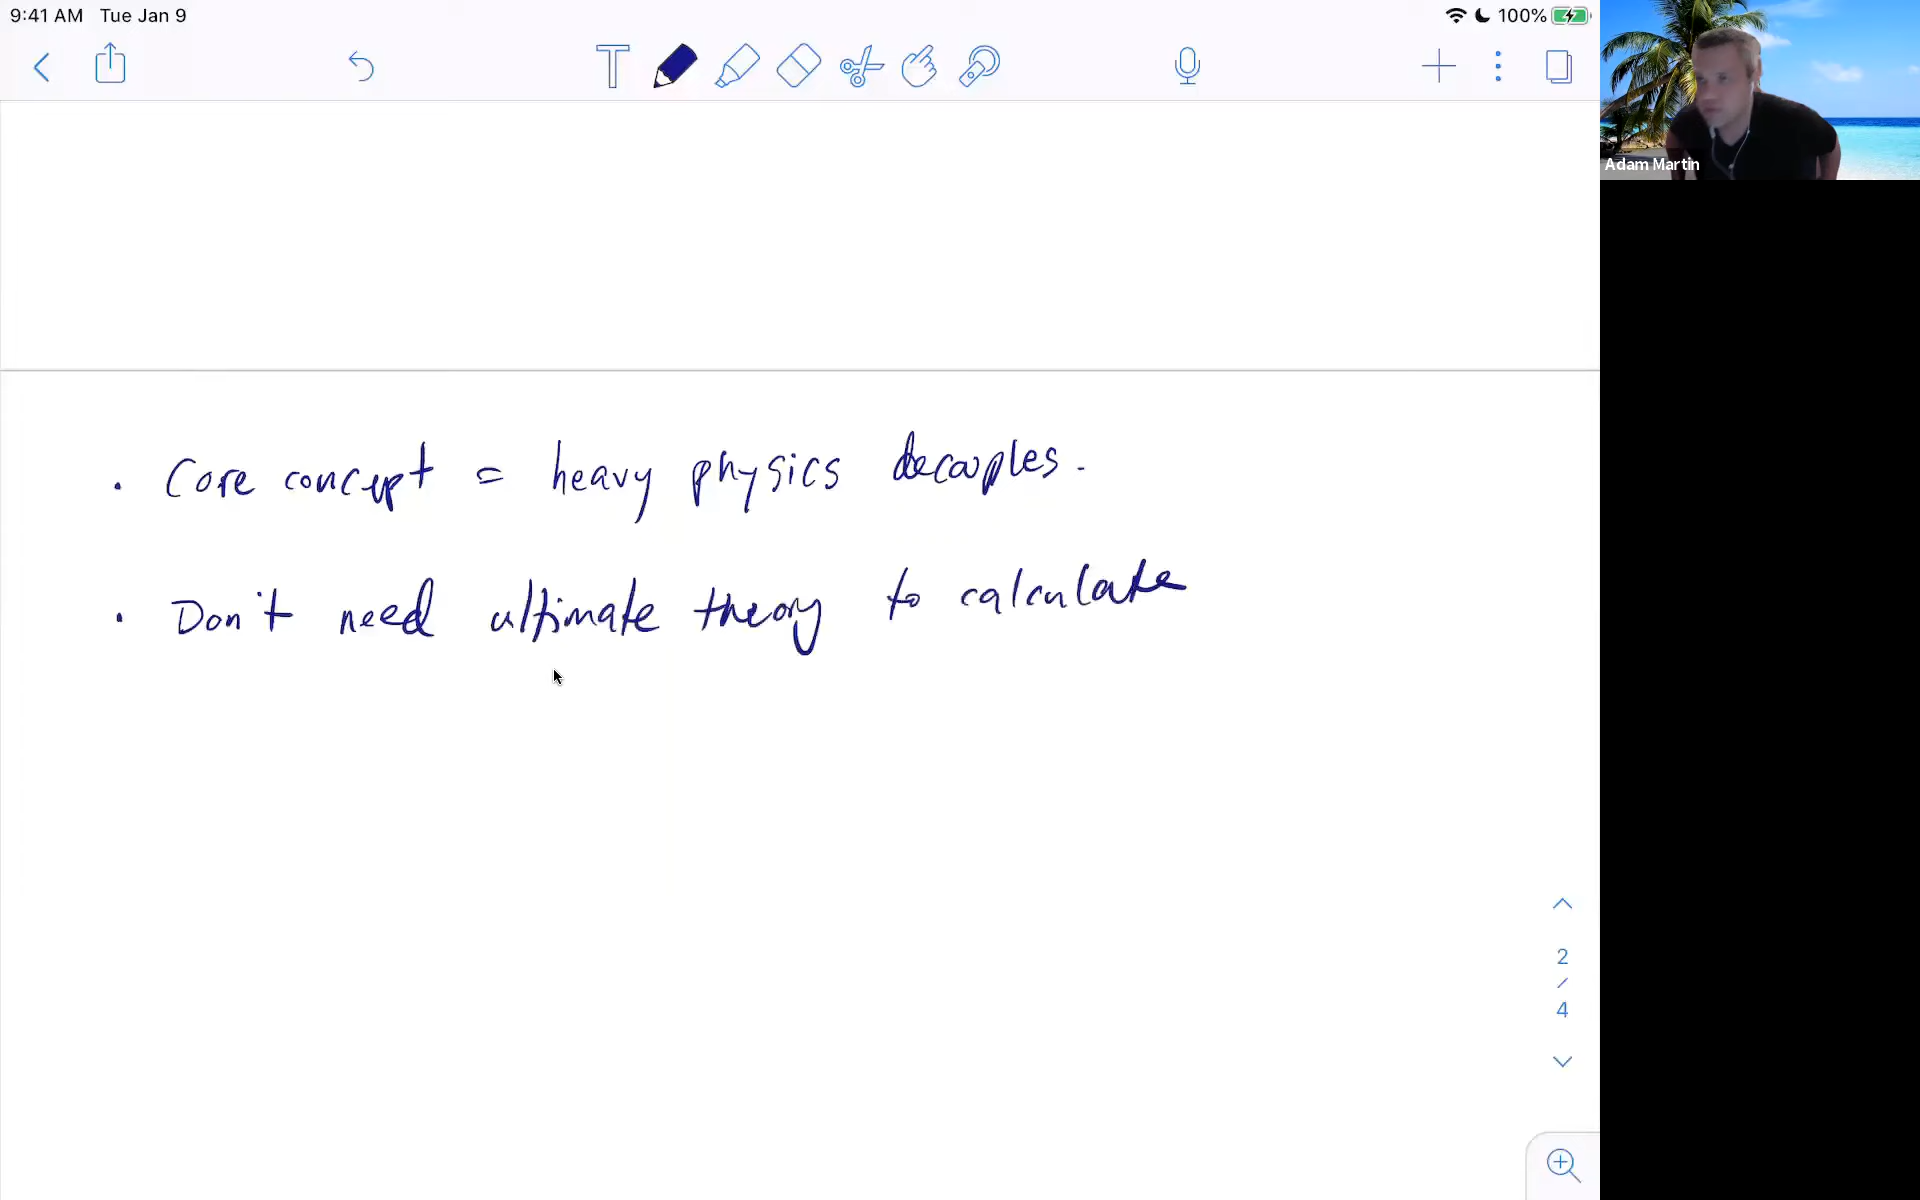 9:41 AM Tue Jan 9
100%
T
Adam Martin
· Core concept = heavy physics decouples.
· Don't need ultimate theory to calculate
2
/
4